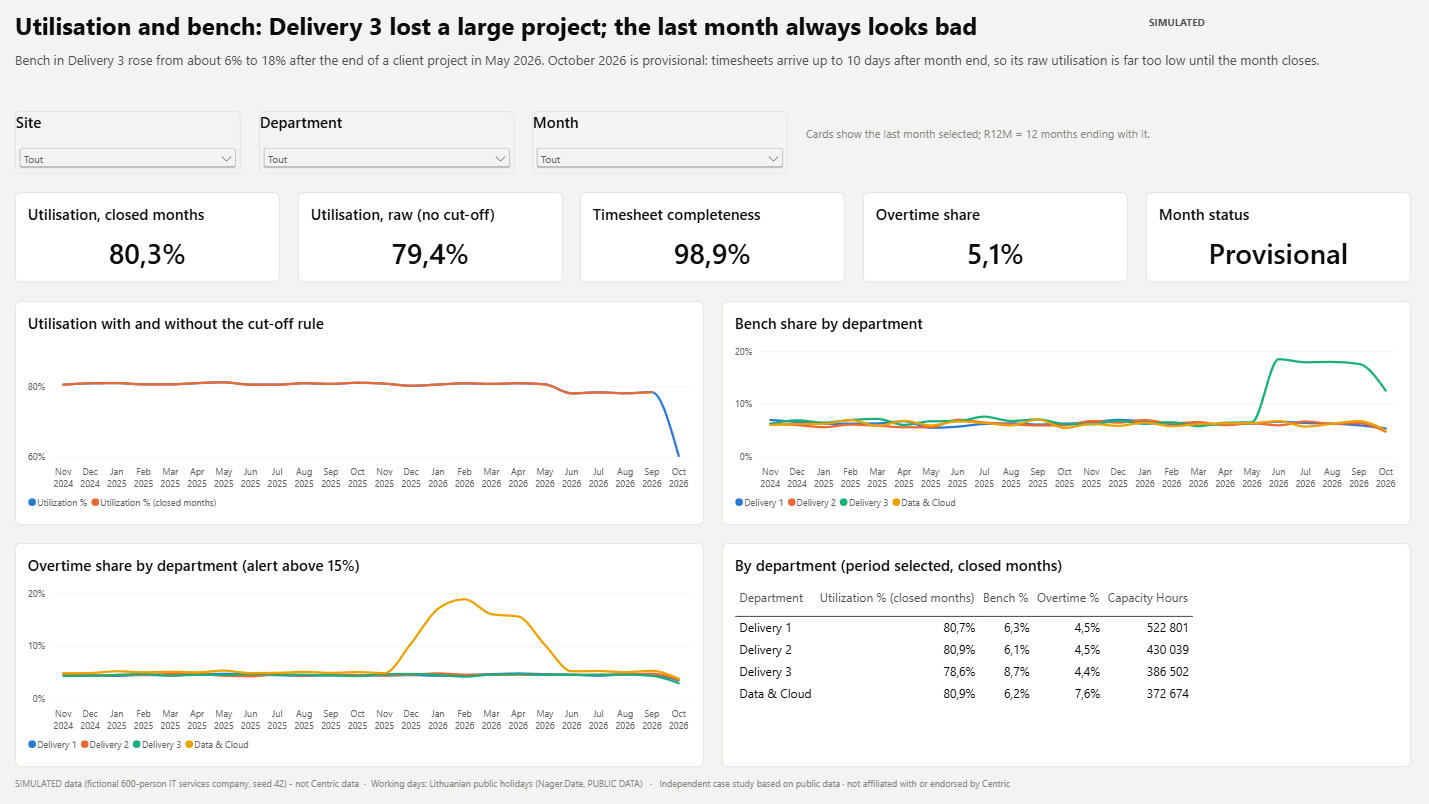 Utilisation and bench: Delivery 3 lost a large project; the last month always looks bad
SIMULATED
Bench in Delivery 3 rose from about 6% to 18% after the end of a client project in May 2026. October 2026 is provisional: timesheets arrive up to 10 days after month end, so its raw utilisation is far too low until the month closes.
Site
Tout
Department
Tout
Month
Tout
Cards show the last month selected; R12M = 12 months ending with it.
Utilisation, closed months
80,3%
Utilisation, raw (no cut-off)
79,4%
Timesheet completeness
98,9%
Overtime share
5,1%
Month status
Provisional
Utilisation with and without the cut-off rule
80%
60%
Nov Dec Jan Feb Mar Apr May Jun Jul Aug Sep Oct Nov Dec Jan Feb Mar Apr May Jun Jul Aug Sep Oct
2024 2024 2025 2025 2025 2025 2025 2025 2025 2025 2025 2025 2025 2025 2026 2026 2026 2026 2026 2026 2026 2026 2026 2026
Utilization % Utilization % (closed months)
Bench share by department
20%
10%
0%
Nov Dec Jan Feb Mar Apr May Jun Jul Aug Sep Oct Nov Dec Jan Feb Mar Apr May Jun Jul Aug Sep Oct
2024 2024 2025 2025 2025 2025 2025 2025 2025 2025 2025 2025 2025 2025 2026 2026 2026 2026 2026 2026 2026 2026 2026 2026
Delivery 1 Delivery 2 Delivery 3 Data & Cloud
Overtime share by department (alert above 15%)
20%
10%
0%
Nov Dec Jan Feb Mar Apr May Jun Jul Aug Sep Oct Nov Dec Jan Feb Mar Apr May Jun Jul Aug Sep Oct
2024 2024 2025 2025 2025 2025 2025 2025 2025 2025 2025 2025 2025 2025 2026 2026 2026 2026 2026 2026 2026 2026 2026 2026
Delivery 1 Delivery 2 Delivery 3 Data & Cloud
By department (period selected, closed months)
Department Utilization % (closed months) Bench % Overtime % Capacity Hours
Delivery 1 80,7% 6,3% 4,5% 522 801
Delivery 2 80,9% 6,1% 4,5% 430 039
Delivery 3 78,6% 8,7% 4,4% 386 502
Data & Cloud 80,9% 6,2% 7,6% 372 674
SIMULATED data (fictional 600-person IT services company, seed 42) - not Centric data · Working days: Lithuanian public holidays (Nager.Date, PUBLIC DATA) · Independent case study based on public data · not affiliated with or endorsed by Centric